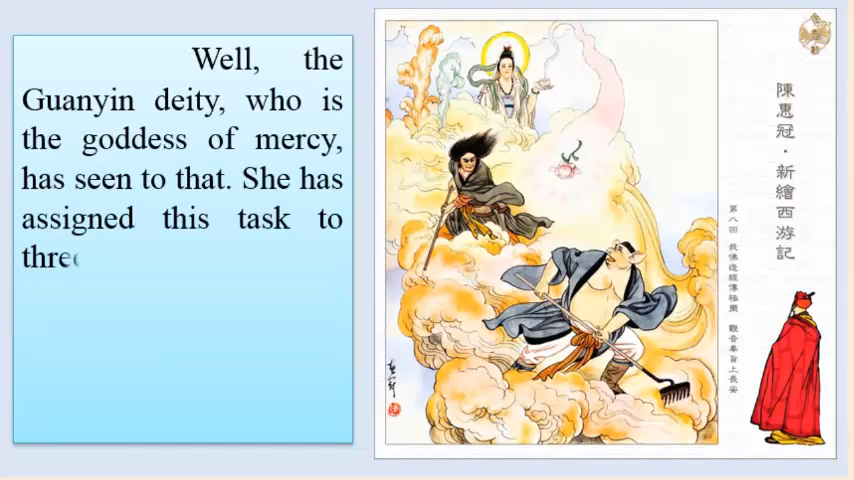 Well, the
Guanyin deity, who is
the goddess of mercy,
has seen to that. She has
assigned this task to
three
陳惠冠·新繪西游記
第八回 我佛造經傳極樂 觀音奉旨上長安